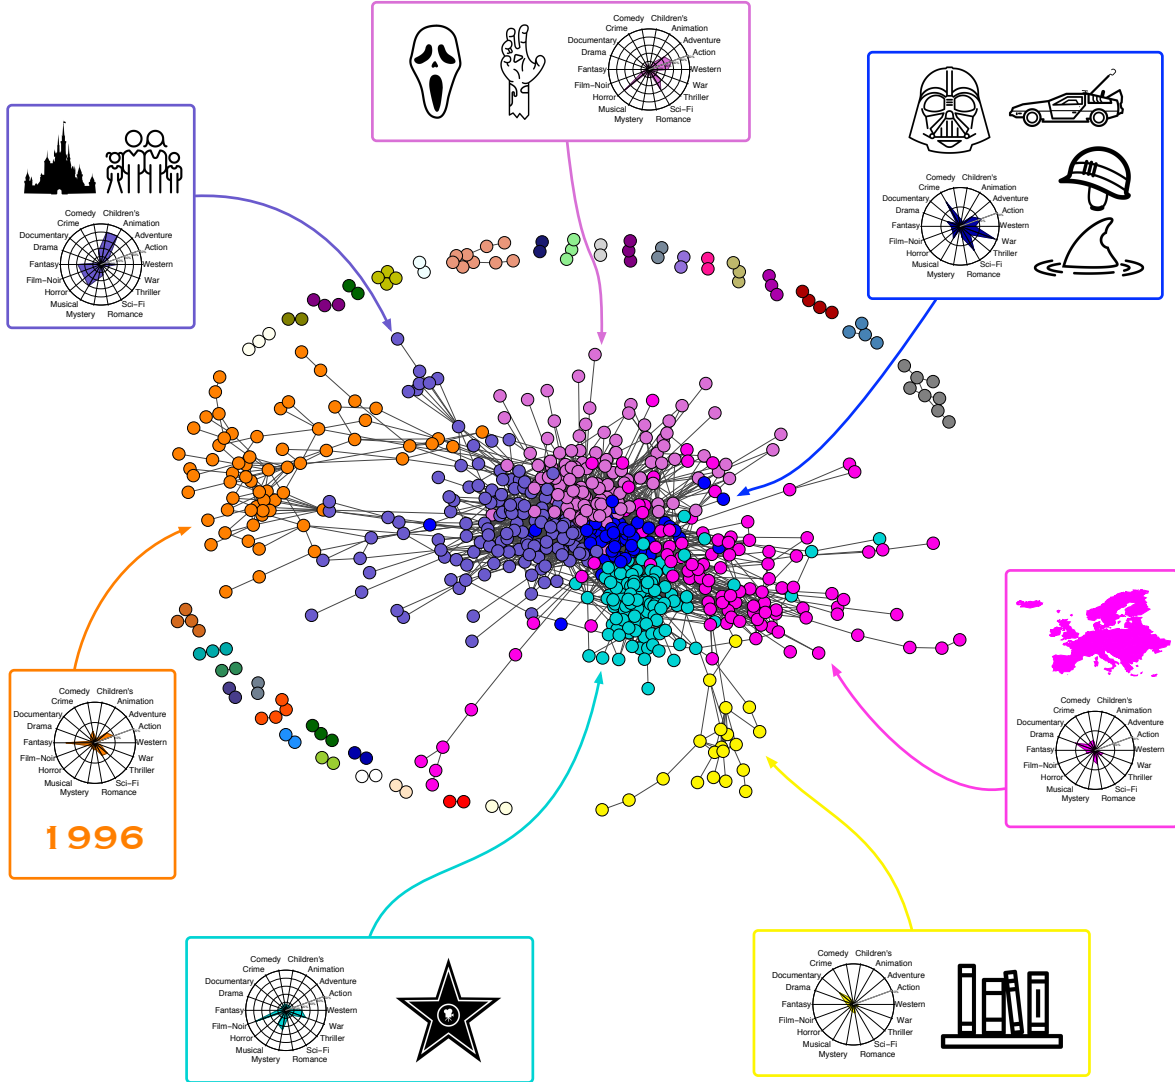 Comedy Children's
Crime Animation
Documentary Adventure
Drama Action
Fantasy Western
Film-Noir War
Horror Thriller
Musical Sci-Fi
Mystery Romance
Comedy Children's
Crime Animation
Documentary Adventure
Drama Action
Fantasy Western
Film-Noir War
Horror Thriller
Musical Sci-Fi
Mystery Romance
Comedy Children's
Crime Animation
Documentary Adventure
Drama Action
Fantasy Western
Film-Noir War
Horror Thriller
Musical Sci-Fi
Mystery Romance
Comedy Children's
Crime Animation
Documentary Adventure
Drama Action
Fantasy Western
Film-Noir War
Horror Thriller
Musical Sci-Fi
Mystery Romance
1996
Comedy Children's
Crime Animation
Documentary Adventure
Drama Action
Fantasy Western
Film-Noir War
Horror Thriller
Musical Sci-Fi
Mystery Romance
Comedy Children's
Crime Animation
Documentary Adventure
Drama Action
Fantasy Western
Film-Noir War
Horror Thriller
Musical Sci-Fi
Mystery Romance
Comedy Children's
Crime Animation
Documentary Adventure
Drama Action
Fantasy Western
Film-Noir War
Horror Thriller
Musical Sci-Fi
Mystery Romance